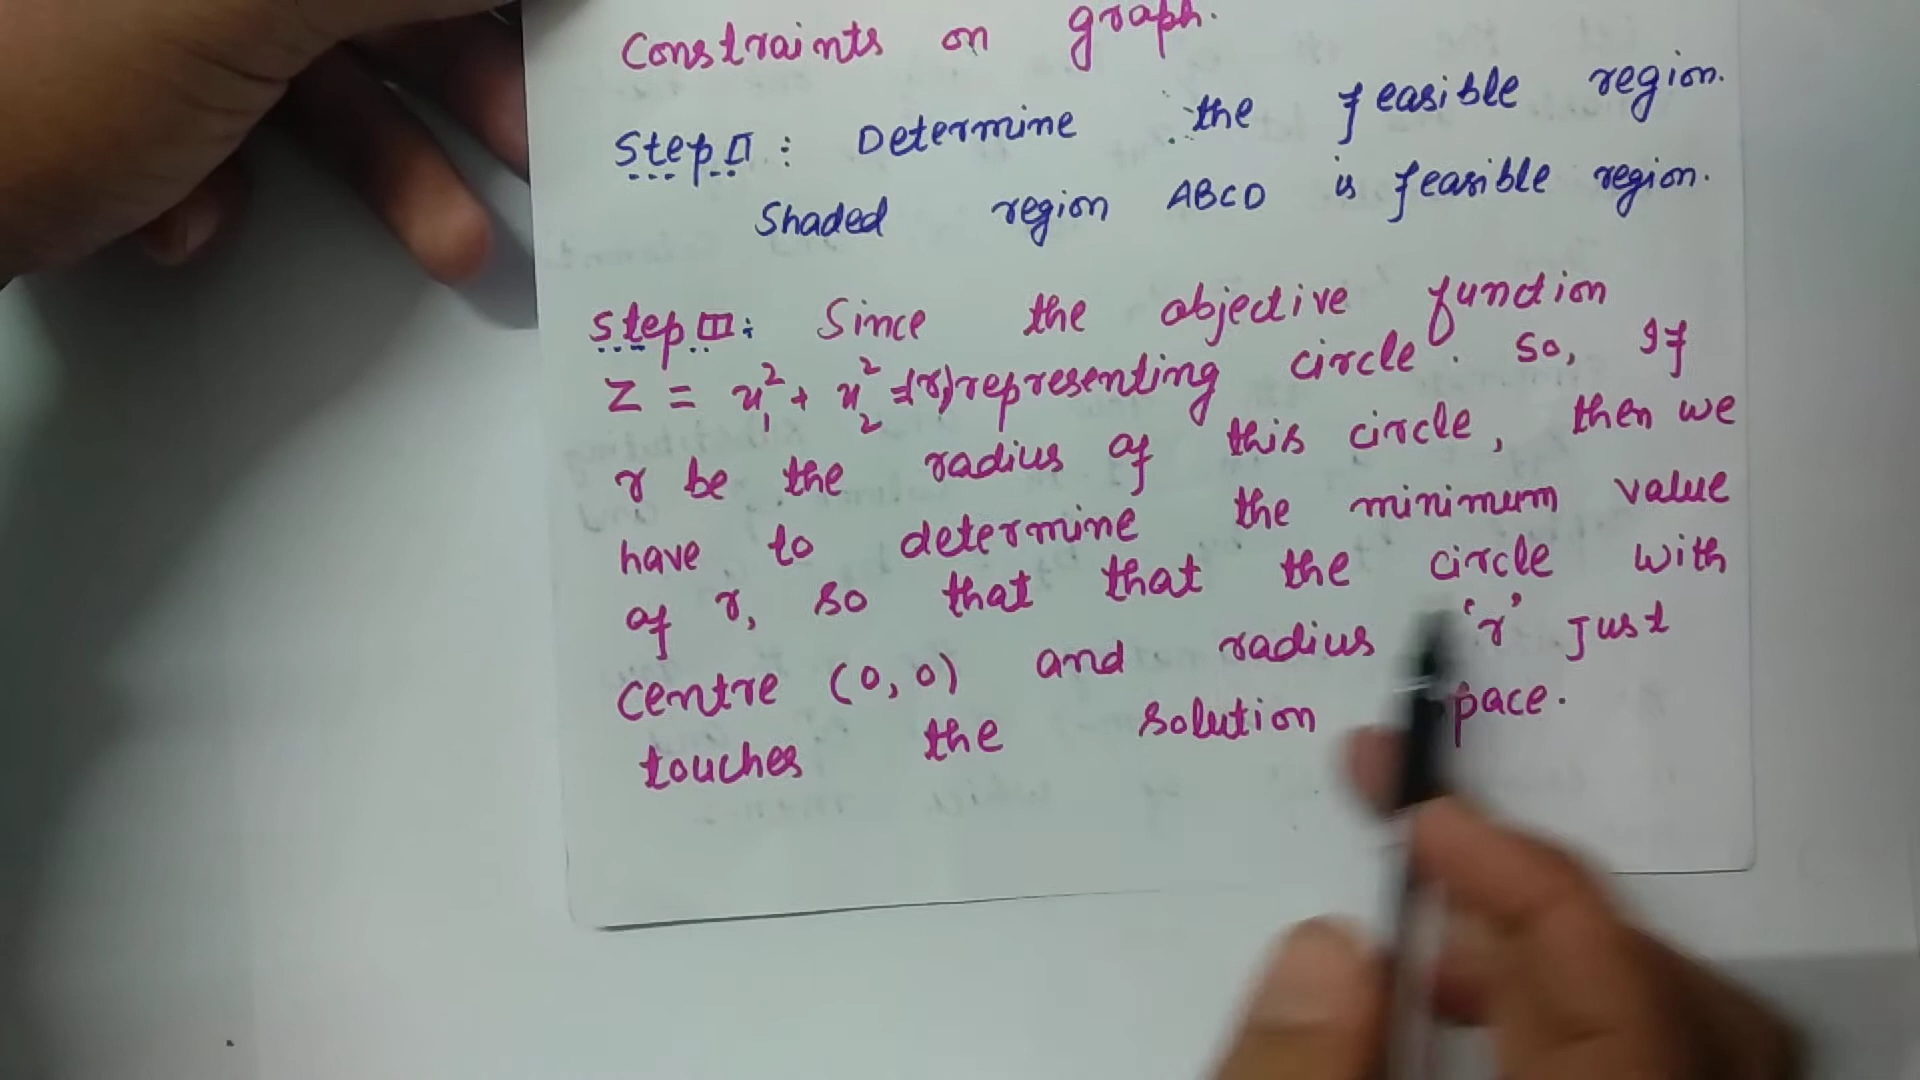 Constraints on graph.
Step II : Determine the feasible region.
Shaded region ABCD is feasible region.
Step III : Since the objective function
Z = x₁² + x₂² =(r) representing circle. So, If
r be the radius of this circle, then we
have to determine the minimum value
of r, so that that the circle with
centre (0,0) and radius 'r' just
touches the solution pace.